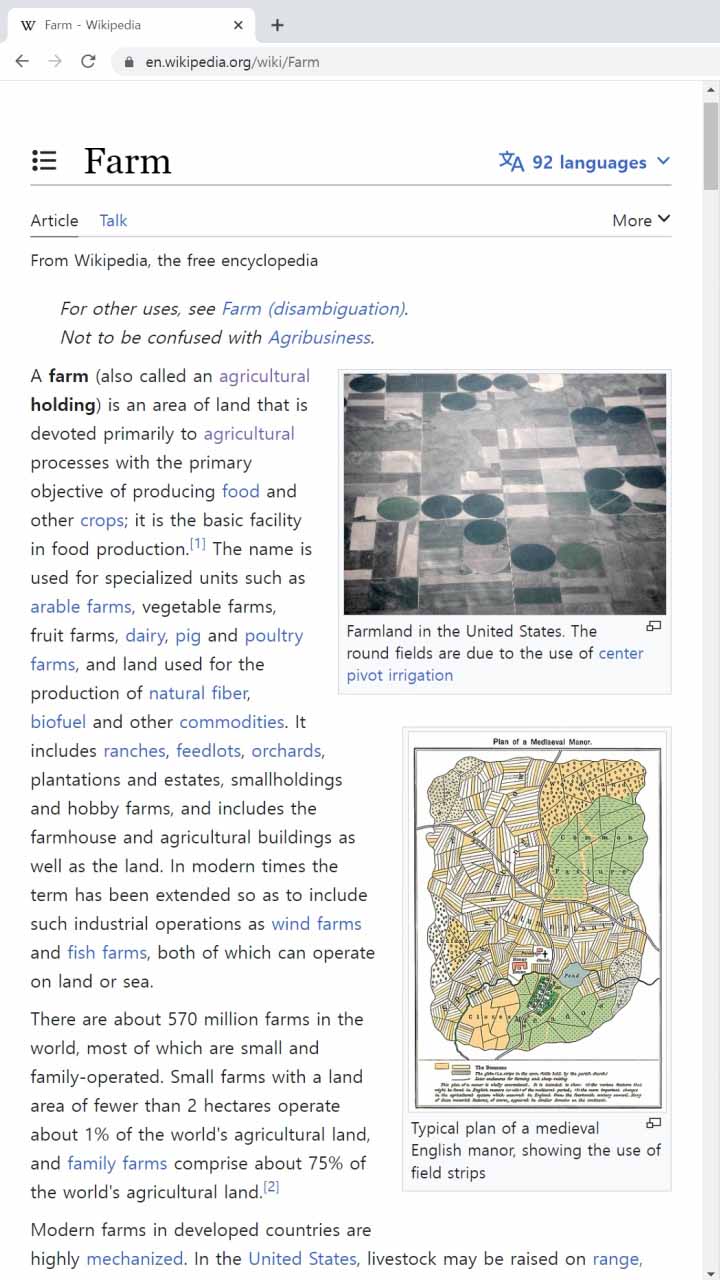 Farm - Wikipedia
en.wikipedia.org/wiki/Farm
Farm
92 languages
Article Talk More
From Wikipedia, the free encyclopedia
For other uses, see Farm (disambiguation).
Not to be confused with Agribusiness.
A farm (also called an agricultural
holding) is an area of land that is
devoted primarily to agricultural
processes with the primary
objective of producing food and
other crops; it is the basic facility
in food production.[1] The name is
used for specialized units such as
arable farms, vegetable farms,
fruit farms, dairy, pig and poultry
farms, and land used for the
production of natural fiber,
biofuel and other commodities. It
includes ranches, feedlots, orchards,
plantations and estates, smallholdings
and hobby farms, and includes the
farmhouse and agricultural buildings as
well as the land. In modern times the
term has been extended so as to include
such industrial operations as wind farms
and fish farms, both of which can operate
on land or sea.
Farmland in the United States. The
round fields are due to the use of center
pivot irrigation
Plan of a Mediaeval Manor.
Common
Pasture
Pond
The Demesne
Typical plan of a medieval
English manor, showing the use of
field strips
There are about 570 million farms in the
world, most of which are small and
family-operated. Small farms with a land
area of fewer than 2 hectares operate
about 1% of the world's agricultural land,
and family farms comprise about 75% of
the world's agricultural land.[2]
Modern farms in developed countries are
highly mechanized. In the United States, livestock may be raised on range,